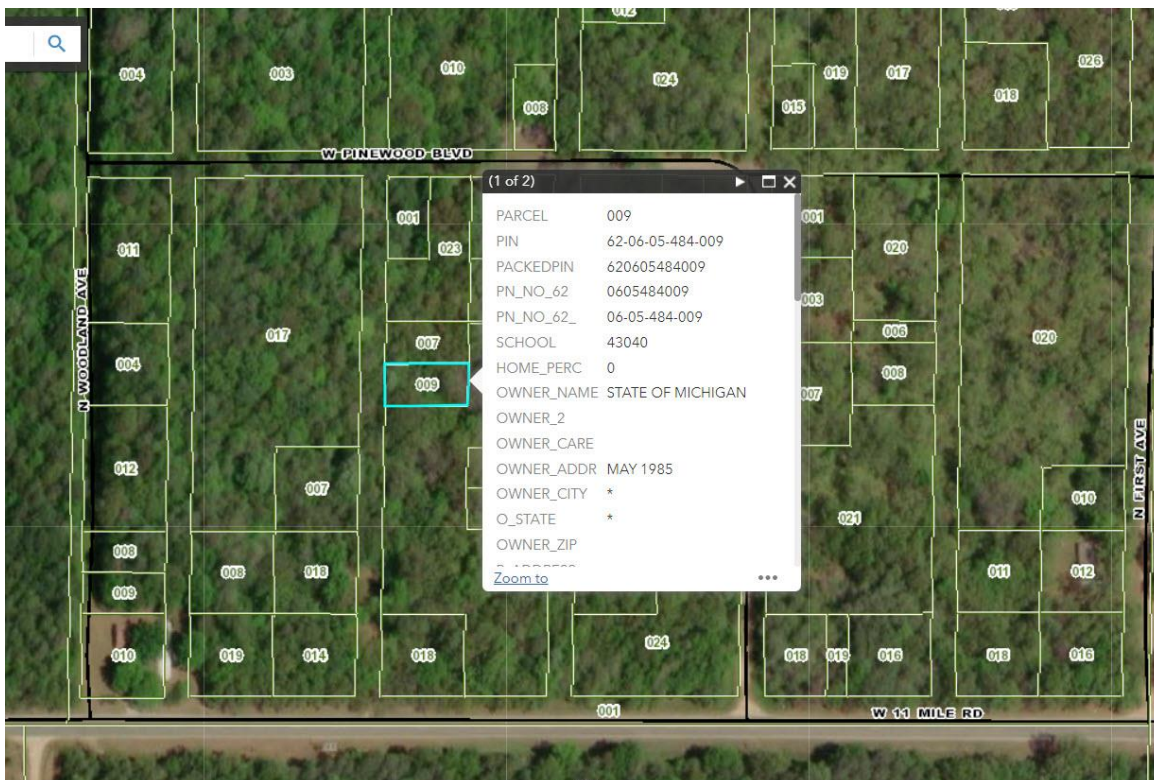 012
004
003
010
024
019
017
026
018
015
008
W PINEWOOD BLVD
(1 of 2)
PARCEL 009
PIN 62-06-05-484-009
PACKEDPIN 620605484009
PN_NO_62 0605484009
PN_NO_62_ 06-05-484-009
SCHOOL 43040
HOME_PERC 0
OWNER_NAME STATE OF MICHIGAN
OWNER_2
OWNER_CARE
OWNER_ADDR MAY 1985
OWNER_CITY *
O_STATE *
OWNER_ZIP
Zoom to
001
001
020
011
023
N WOODLAND AVE
003
017
007
006
020
004
009
008
007
012
007
010
N FIRST AVE
021
008
008
018
011
012
009
010
019
014
018
024
018
019
016
018
016
001
W 11 MILE RD